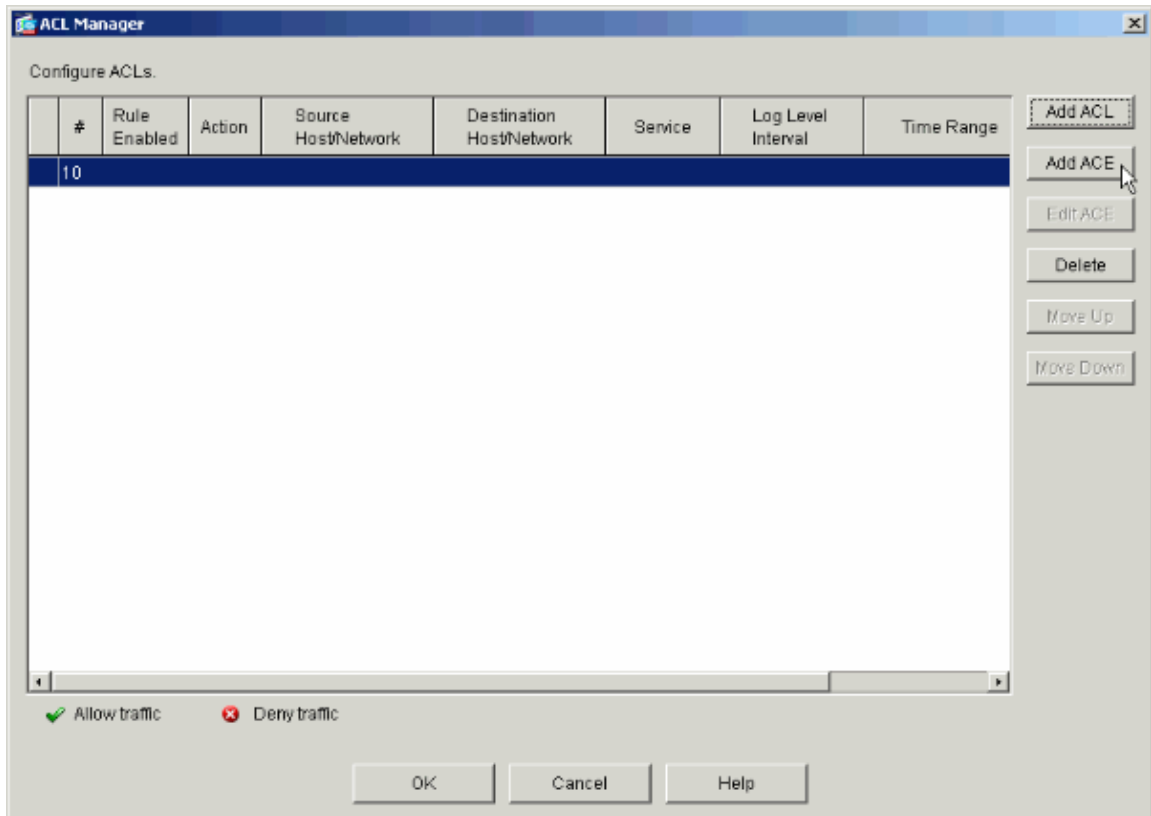 ACL Manager
Configure ACLs.
#
Rule
Enabled
Action
Source
Host/Network
Destination
Host/Network
Service
Log Level
Interval
Time Range
10
Add ACL
Add ACE
Edit ACE
Delete
Move Up
Move Down
Allow traffic
Deny traffic
OK
Cancel
Help